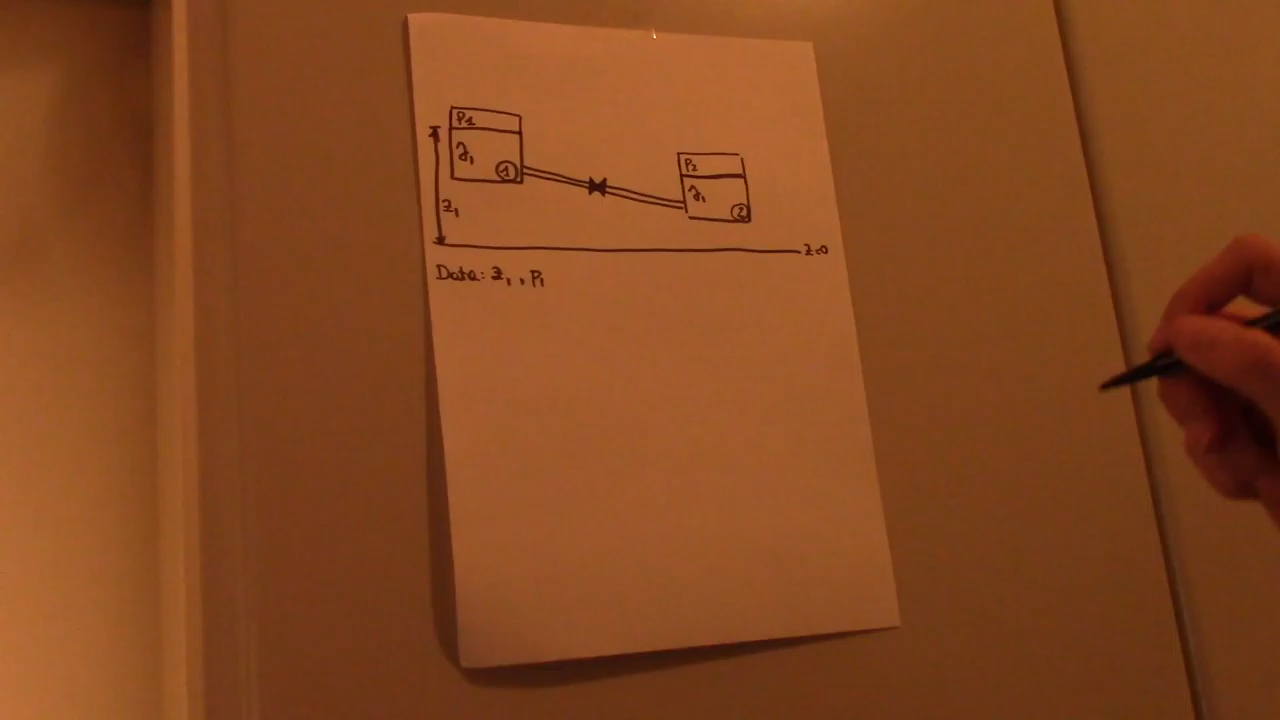 P1
γ₁
1
P2
γ₁
2
z₁
z=0
Data: z₁, P₁